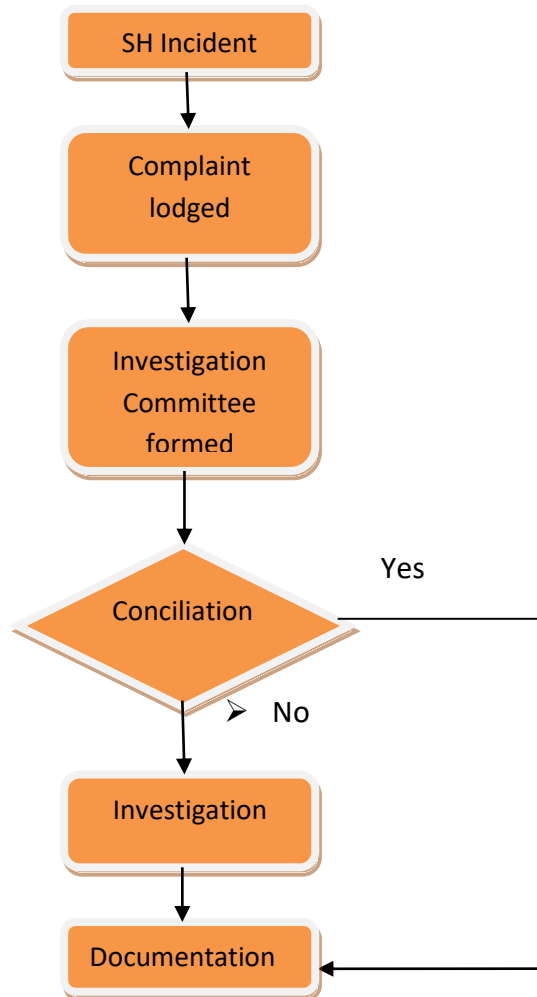 SH Incident
Complaint
lodged
Investigation
Committee
formed
Yes
Conciliation
➢ No
Investigation
Documentation